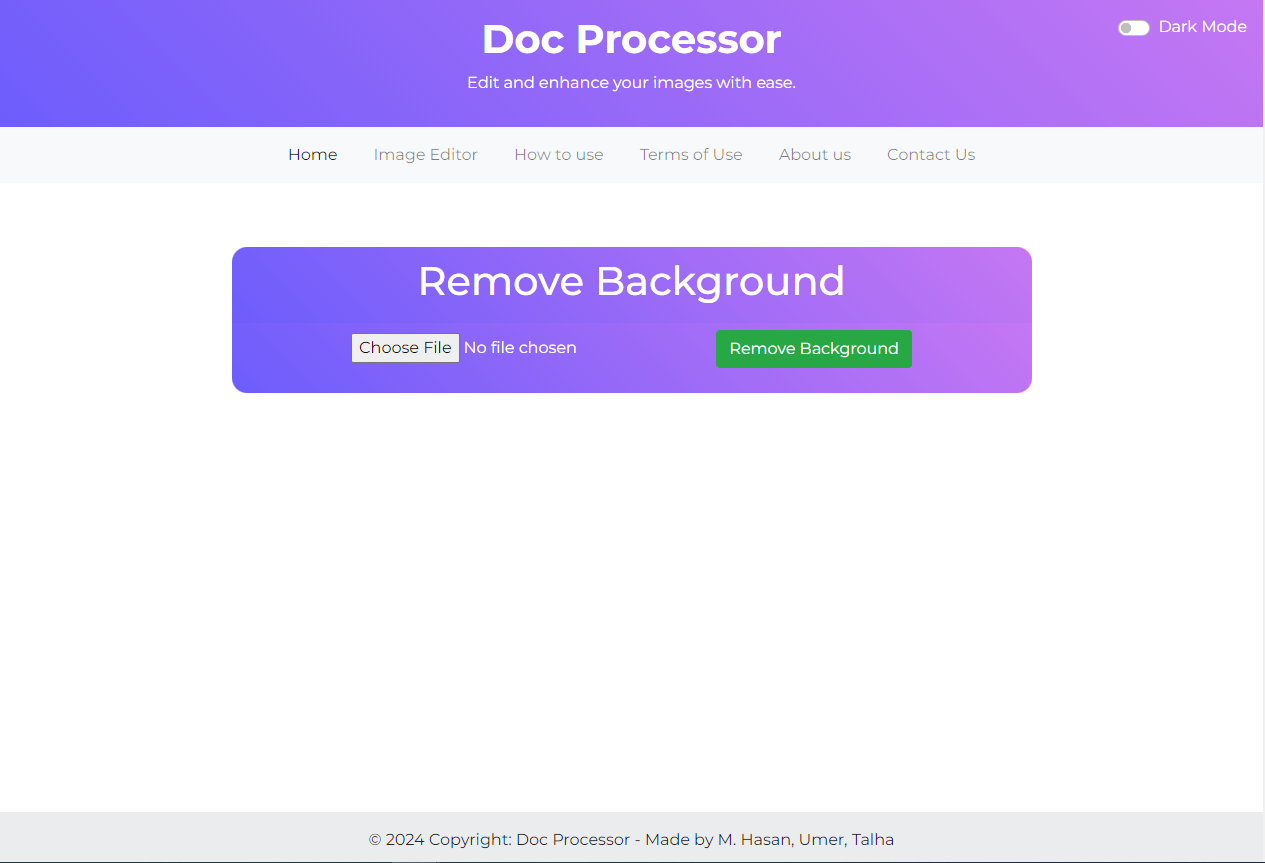 Doc Processor
Dark Mode
Edit and enhance your images with ease.
Home Image Editor How to use Terms of Use About us Contact Us
Remove Background
Choose File No file chosen Remove Background
© 2024 Copyright: Doc Processor - Made by M. Hasan, Umer, Talha